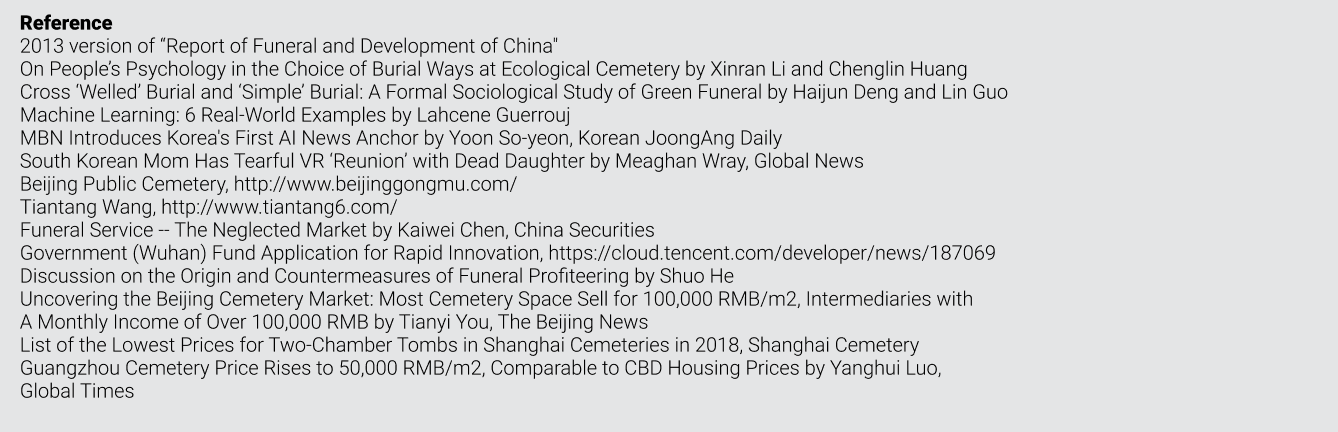 Reference
2013 version of “Report of Funeral and Development of China"
On People’s Psychology in the Choice of Burial Ways at Ecological Cemetery by Xinran Li and Chenglin Huang
Cross ‘Welled’ Burial and ‘Simple’ Burial: A Formal Sociological Study of Green Funeral by Haijun Deng and Lin Guo
Machine Learning: 6 Real-World Examples by Lahcene Guerrouj
MBN Introduces Korea's First AI News Anchor by Yoon So-yeon, Korean JoongAng Daily
South Korean Mom Has Tearful VR ‘Reunion’ with Dead Daughter by Meaghan Wray, Global News
Beijing Public Cemetery, http://www.beijinggongmu.com/
Tiantang Wang, http://www.tiantang6.com/
Funeral Service -- The Neglected Market by Kaiwei Chen, China Securities
Government (Wuhan) Fund Application for Rapid Innovation, https://cloud.tencent.com/developer/news/187069
Discussion on the Origin and Countermeasures of Funeral Profiteering by Shuo He
Uncovering the Beijing Cemetery Market: Most Cemetery Space Sell for 100,000 RMB/m2, Intermediaries with
A Monthly Income of Over 100,000 RMB by Tianyi You, The Beijing News
List of the Lowest Prices for Two-Chamber Tombs in Shanghai Cemeteries in 2018, Shanghai Cemetery
Guangzhou Cemetery Price Rises to 50,000 RMB/m2, Comparable to CBD Housing Prices by Yanghui Luo,
Global Times